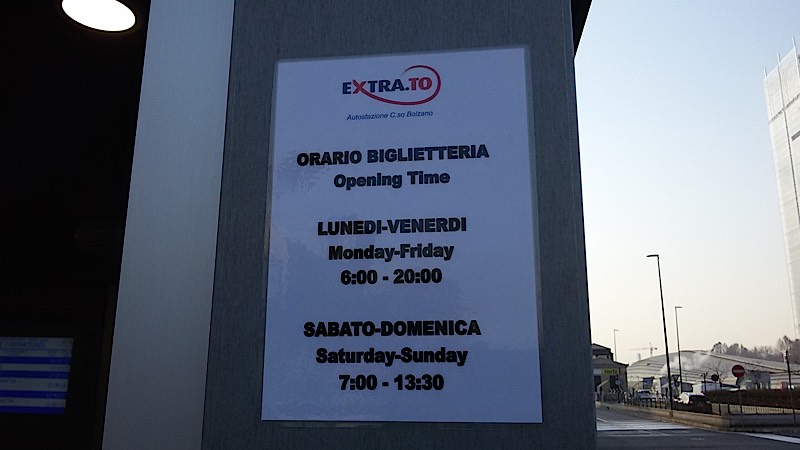 EXTRA.TO
Autostazione C.so Bolzano
ORARIO BIGLIETTERIA
Opening Time
LUNEDI-VENERDI
Monday-Friday
6:00 - 20:00
SABATO-DOMENICA
Saturday-Sunday
7:00 - 13:30
Hertz